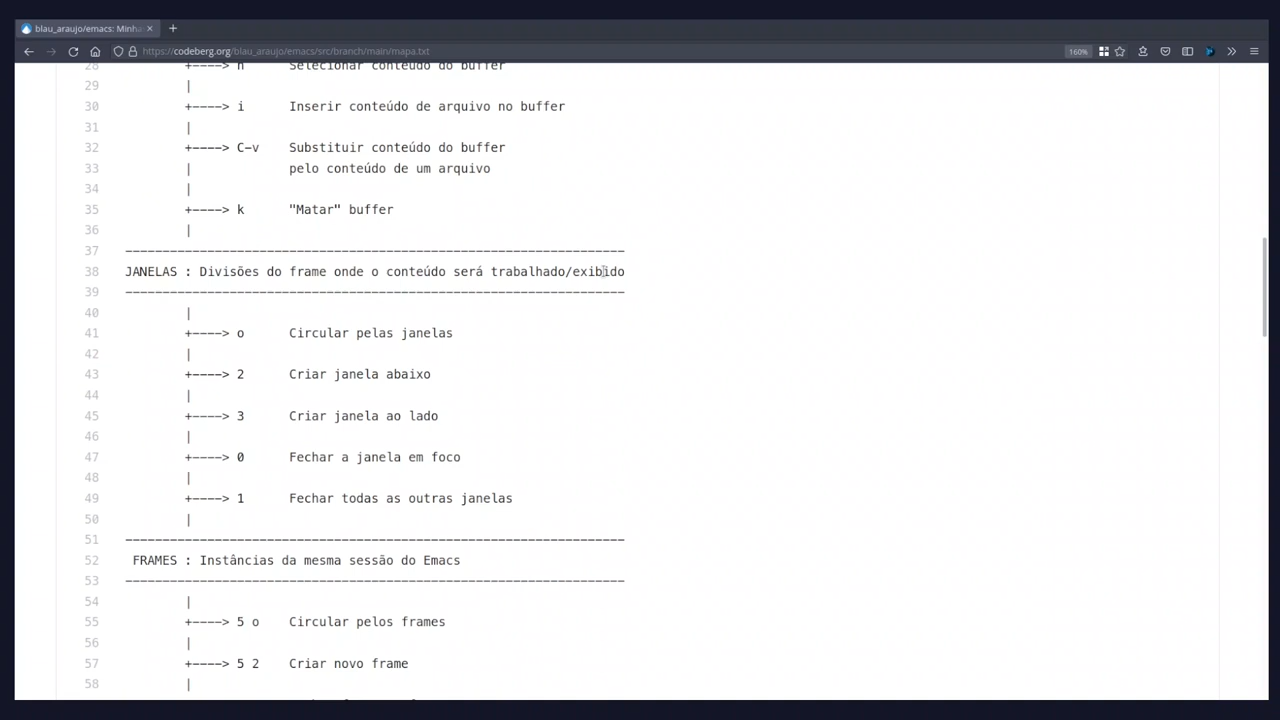 blau_araujo/emacs: Minha
https://codeberg.org/blau_araujo/emacs/src/branch/main/mapa.txt
160%
28 | +----> h Selecionar conteúdo do buffer
29 |
30 +----> i Inserir conteúdo de arquivo no buffer
31 |
32 +----> C-v Substituir conteúdo do buffer
33 | pelo conteúdo de um arquivo
34 |
35 +----> k "Matar" buffer
36 |
37 -------------------------------------------------------------------
38 JANELAS : Divisões do frame onde o conteúdo será trabalhado/exibido
39 -------------------------------------------------------------------
40 |
41 +----> o Circular pelas janelas
42 |
43 +----> 2 Criar janela abaixo
44 |
45 +----> 3 Criar janela ao lado
46 |
47 +----> 0 Fechar a janela em foco
48 |
49 +----> 1 Fechar todas as outras janelas
50 |
51 -------------------------------------------------------------------
52 FRAMES : Instâncias da mesma sessão do Emacs
53 -------------------------------------------------------------------
54 |
55 +----> 5 o Circular pelos frames
56 |
57 +----> 5 2 Criar novo frame
58 |